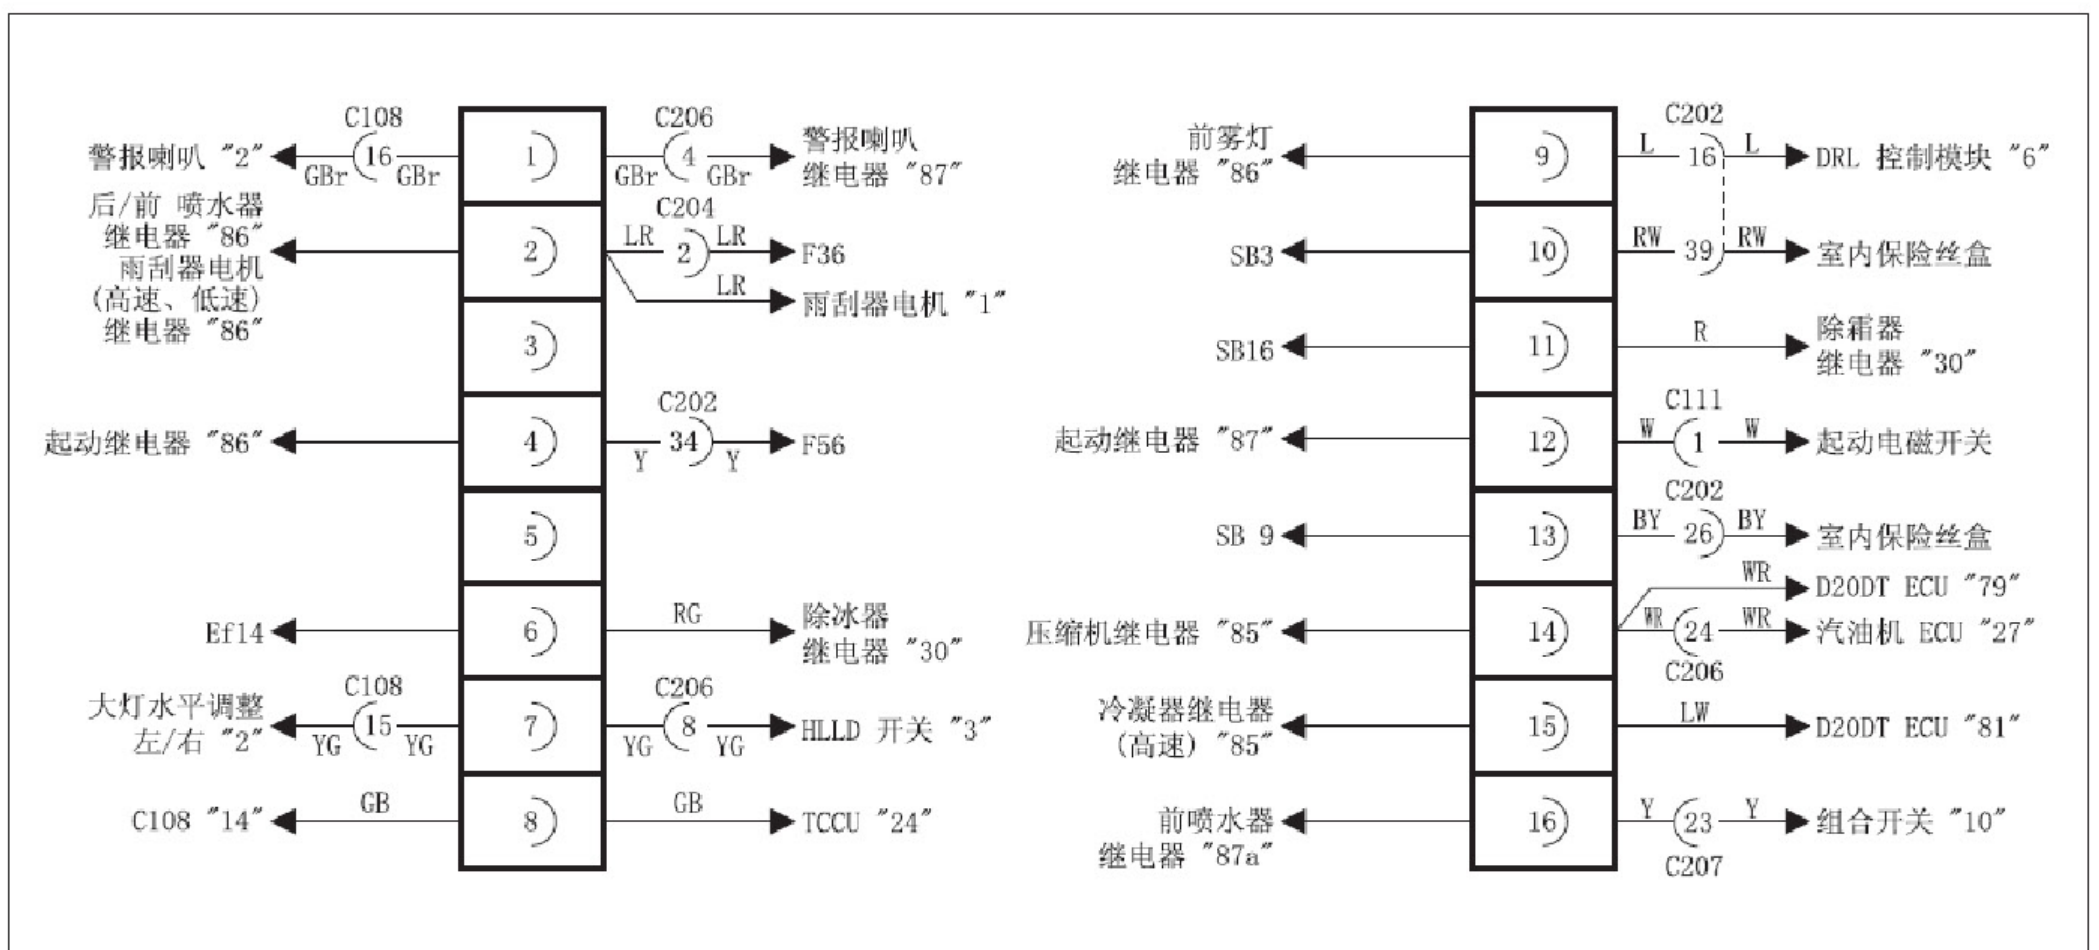 C108
C206
警报喇叭 "2"
16
GBr
GBr
1
4
GBr
GBr
警报喇叭
继电器 "87"
后/前 喷水器
继电器 "86"
雨刮器电机
(高速、低速)
继电器 "86"
2
C204
LR
2
LR
F36
LR
雨刮器电机 "1"
3
起动继电器 "86"
4
C202
34
Y
Y
F56
5
Ef14
6
RG
除冰器
继电器 "30"
大灯水平调整
左/右 "2"
C108
15
YG
YG
7
C206
8
YG
YG
HLLD 开关 "3"
C108 "14"
GB
8
GB
TCCU "24"
前雾灯
继电器 "86"
9
C202
L
16
L
DRL 控制模块 "6"
SB3
10
RW
39
RW
室内保险丝盒
SB16
11
R
除霜器
继电器 "30"
起动继电器 "87"
12
C111
W
1
W
起动电磁开关
SB 9
13
C202
BY
26
BY
室内保险丝盒
压缩机继电器 "85"
14
WR
D20DT ECU "79"
WR
24
WR
汽油机 ECU "27"
C206
冷凝器继电器
(高速) "85"
15
LW
D20DT ECU "81"
前喷水器
继电器 "87a"
16
Y
23
Y
组合开关 "10"
C207